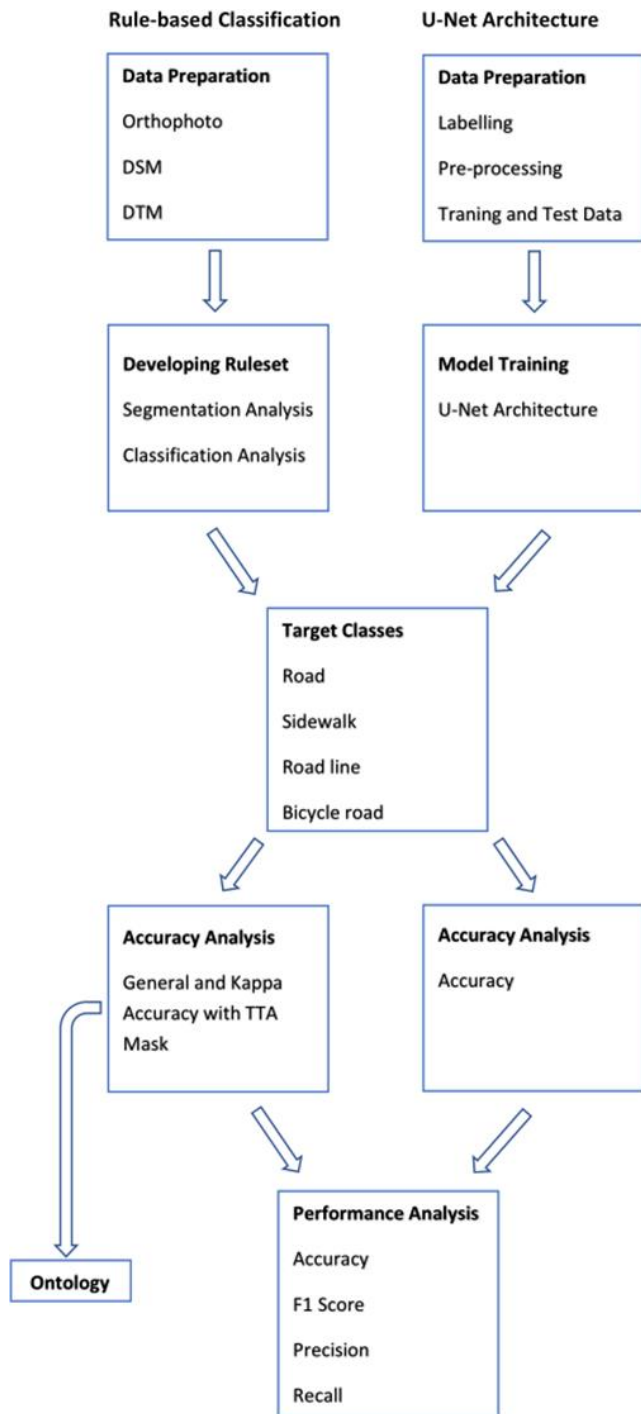 Rule-based Classification
U-Net Architecture
Data Preparation
Orthophoto
DSM
DTM
Data Preparation
Labelling
Pre-processing
Traning and Test Data
Developing Ruleset
Segmentation Analysis
Classification Analysis
Model Training
U-Net Architecture
Target Classes
Road
Sidewalk
Road line
Bicycle road
Accuracy Analysis
General and Kappa
Accuracy with TTA
Mask
Accuracy Analysis
Accuracy
Ontology
Performance Analysis
Accuracy
F1 Score
Precision
Recall